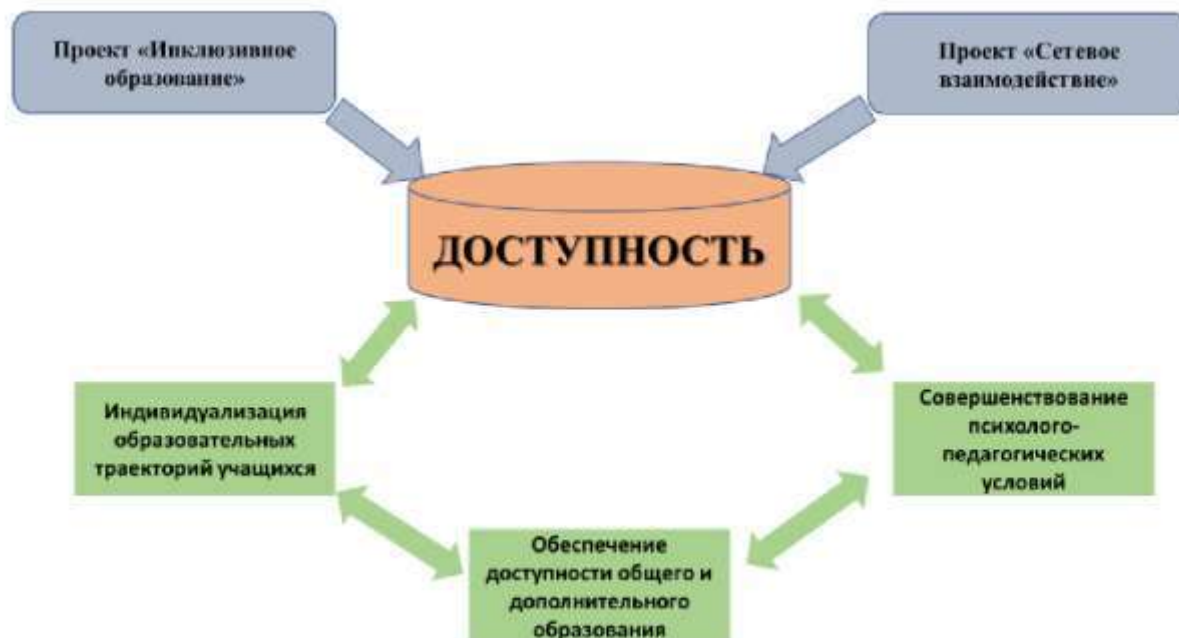 Проект «Инклюзивное
образование»
Проект «Сетевое
взаимодействие»
ДОСТУПНОСТЬ
Индивидуализация
образовательных
траекторий учащихся
Совершенствование
психолого-
педагогических
условий
Обеспечение
доступности общего и
дополнительного
образования